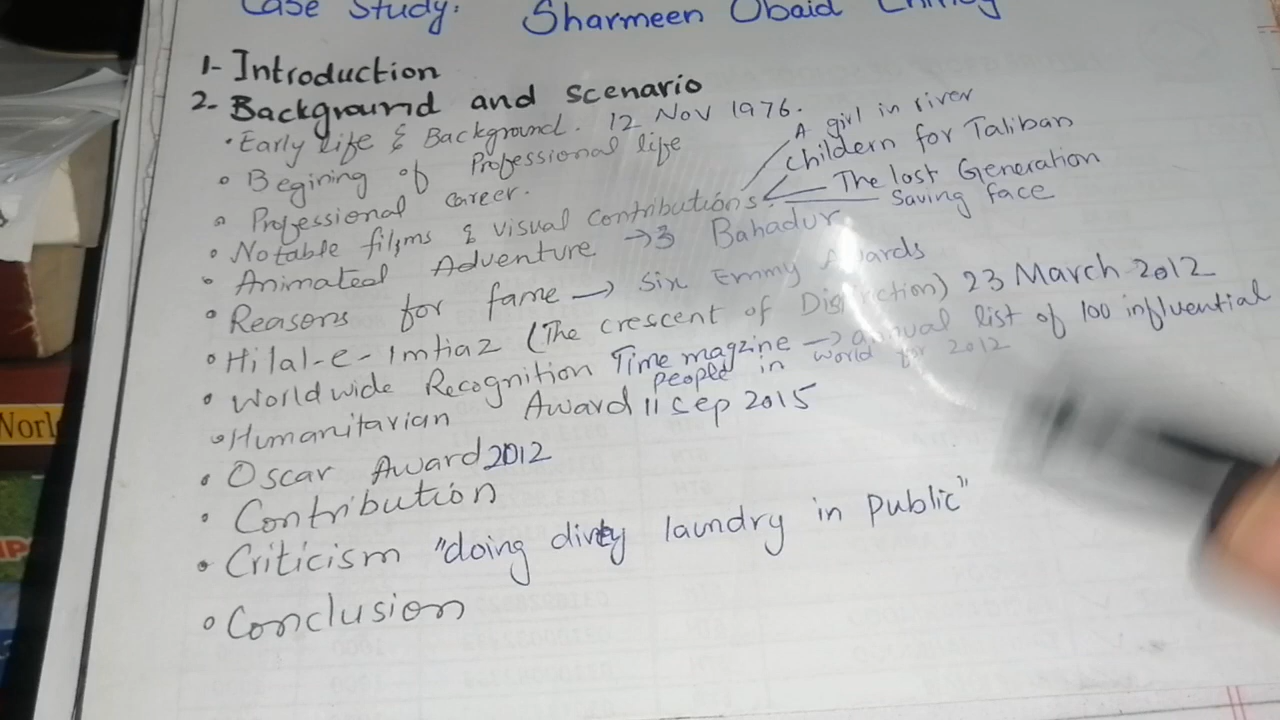 Case Study: Sharmeen Obaid
1- Introduction
2- Background and scenario
• Early life & Background. 12 Nov 1976.
• Begining of Professional life
• Professional career.
• Notable films & visual contributions
A girl in river
childern for Taliban
The lost Generation
Saving face
• Animated Adventure → 3 Bahadur
• Reasons for fame → Six Emmy Awards
• Hilal-e-Imtiaz (The crescent of Distinction) 23 March 2012
• Worldwide Recognition Time magzine → annual list of 100 influential
people in world for 2012
• Humanitarian Award 11 Sep 2015
• Oscar Award 2012
• Contribution
• Criticism "doing dirty laundry in public"
• Conclusion